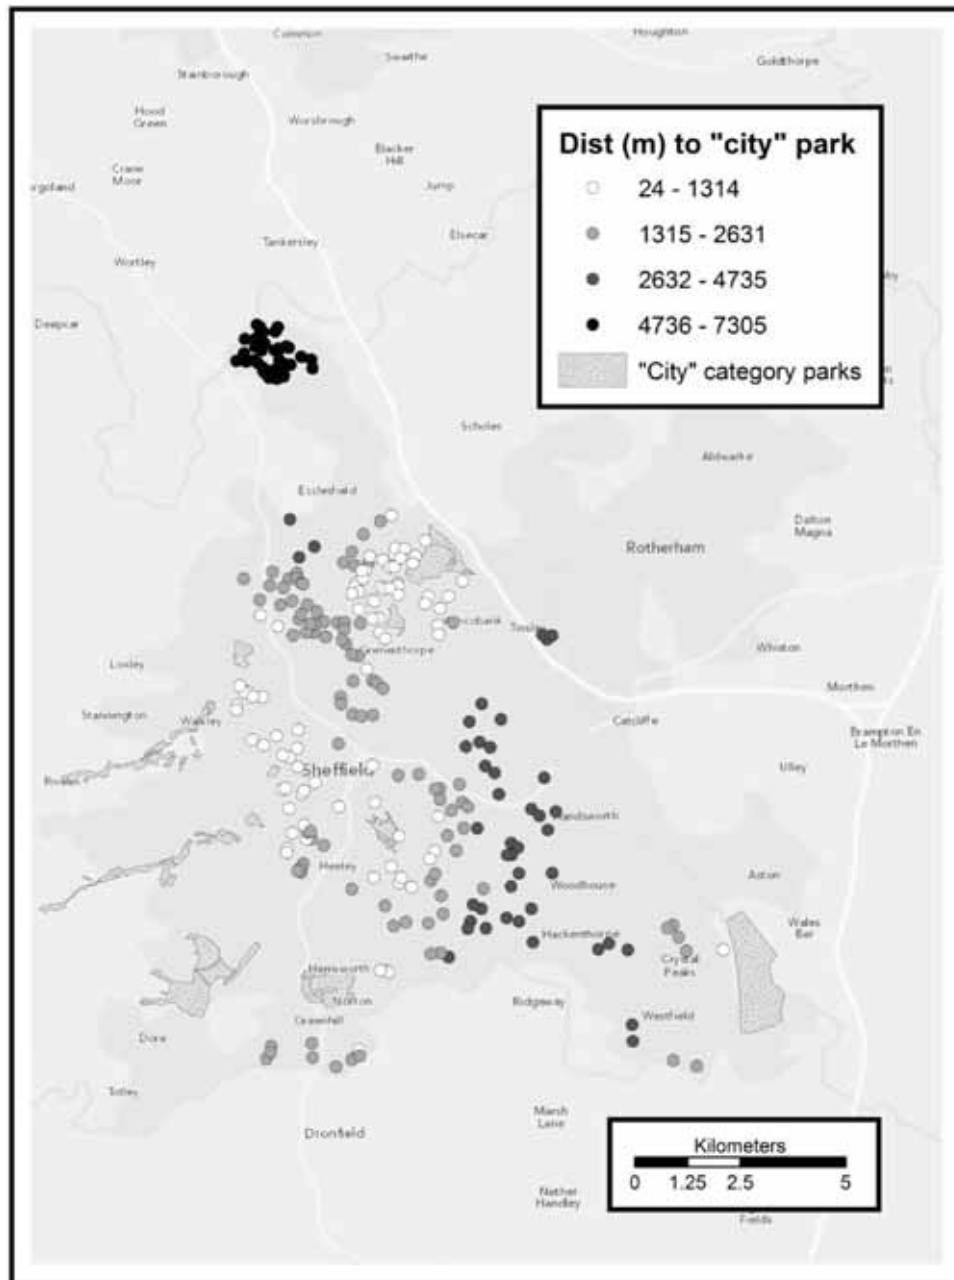 Common
Houghton
Swaithe
Goldthorpe
Stainborough
Hood
Green
Worsbrough
Blacker
Hill
Crane
Moor
Jump
Elsecar
Tankersley
Wortley
Deepcar
Dist (m) to "city" park
24 - 1314
1315 - 2631
2632 - 4735
4736 - 7305
"City" category parks
Scholes
Aldwarke
Ecclesfield
Dalton
Magna
Rotherham
Tinsley
Grimesthorpe
Whiston
Loxley
Morthen
Stannington
Walkley
Catcliffe
Brampton En
Le Morthen
Ulley
Sheffield
Handsworth
Heeley
Woodhouse
Aston
Wales
Bar
Hackenthorpe
Crystal
Peaks
Hemsworth
Norton
Ridgeway
Greenhill
Westfield
Dore
Totley
Marsh
Lane
Dronfield
Kilometers
0 1.25 2.5 5
Nether
Handley
Fields